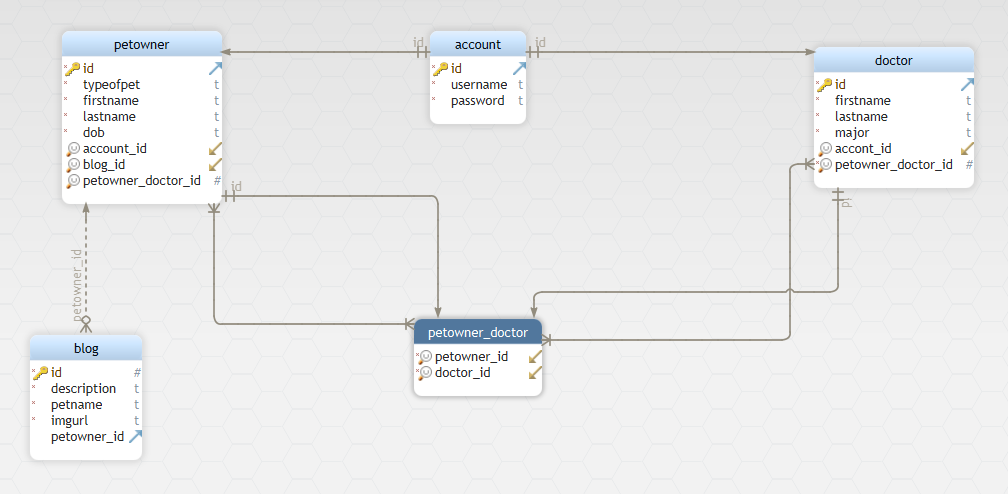 petowner
id
typeofpet t
firstname t
lastname t
dob t
account_id
blog_id
petowner_doctor_id #
id
account
id
id
username t
password t
doctor
id
firstname t
lastname t
major t
accont_id
petowner_doctor_id #
id
id
petowner_id
petowner_doctor
petowner_id
doctor_id
blog
id #
description t
petname t
imgurl t
petowner_id